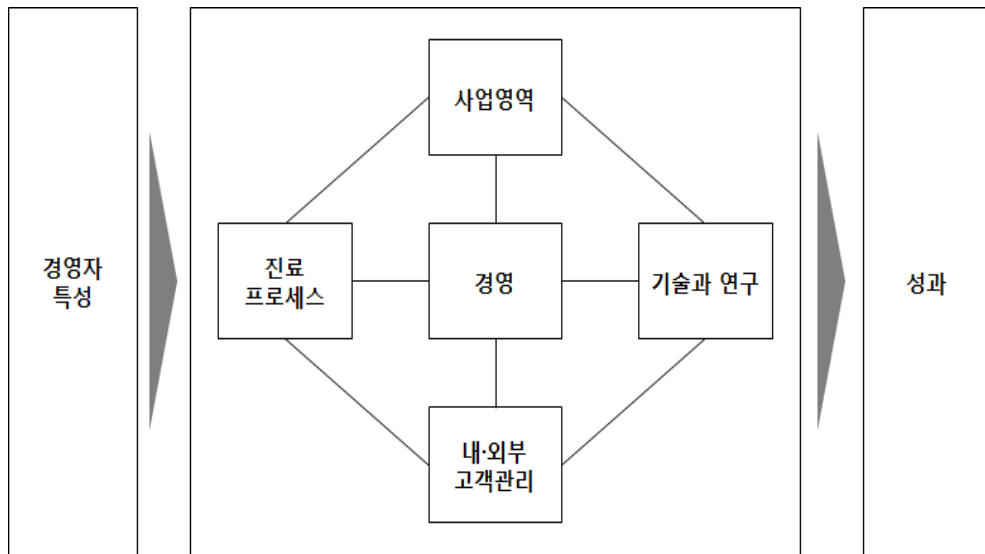 사업영역
경영자
특성
진료
프로세스
경영
기술과 연구
성과
내·외부
고객관리